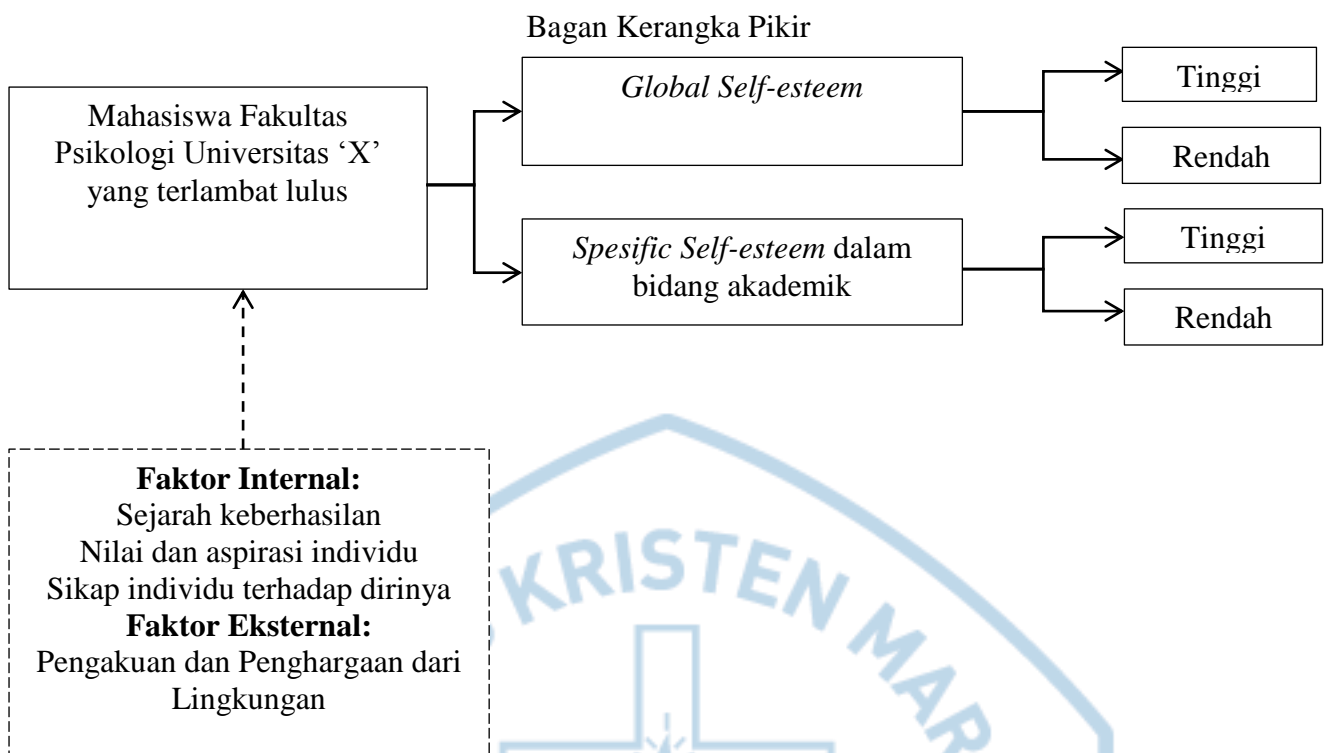 Bagan Kerangka Pikir
Mahasiswa Fakultas
Psikologi Universitas ‘X’
yang terlambat lulus
Global Self-esteem
Tinggi
Rendah
Spesific Self-esteem dalam
bidang akademik
Tinggi
Rendah
Faktor Internal:
Sejarah keberhasilan
Nilai dan aspirasi individu
Sikap individu terhadap dirinya
Faktor Eksternal:
Pengakuan dan Penghargaan dari
Lingkungan
KRISTEN